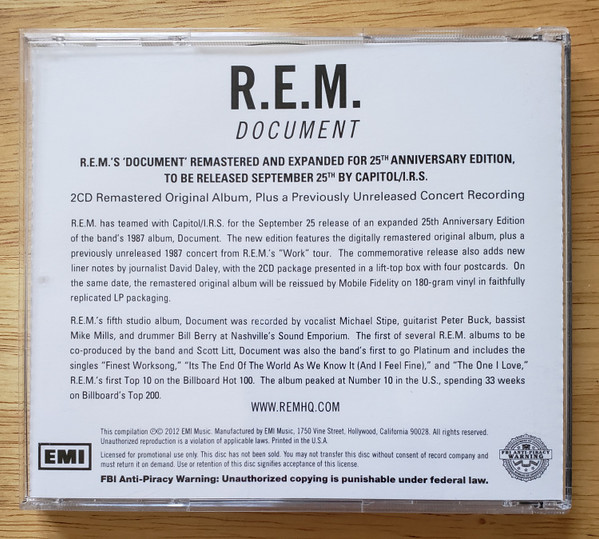 R.E.M.
DOCUMENT
R.E.M.'S 'DOCUMENT' REMASTERED AND EXPANDED FOR 25TH ANNIVERSARY EDITION,
TO BE RELEASED SEPTEMBER 25TH BY CAPITOL/I.R.S.
2CD Remastered Original Album, Plus a Previously Unreleased Concert Recording
R.E.M. has teamed with Capitol/I.R.S. for the September 25 release of an expanded 25th Anniversary Edition
of the band's 1987 album, Document. The new edition features the digitally remastered original album, plus a
previously unreleased 1987 concert from R.E.M.'s "Work" tour. The commemorative release also adds new
liner notes by journalist David Daley, with the 2CD package presented in a lift-top box with four postcards. On
the same date, the remastered original album will be reissued by Mobile Fidelity on 180-gram vinyl in faithfully
replicated LP packaging.
R.E.M.'s fifth studio album, Document was recorded by vocalist Michael Stipe, guitarist Peter Buck, bassist
Mike Mills, and drummer Bill Berry at Nashville's Sound Emporium. The first of several R.E.M. albums to be
co-produced by the band and Scott Litt, Document was also the band's first to go Platinum and includes the
singles "Finest Worksong," "Its The End Of The World As We Know It (And I Feel Fine)," and "The One I Love,"
R.E.M.'s first Top 10 on the Billboard Hot 100. The album peaked at Number 10 in the U.S., spending 33 weeks
on Billboard's Top 200.
WWW.REMHQ.COM
This compilation ℗© 2012 EMI Music. Manufactured by EMI Music, 1750 Vine Street, Hollywood, California 90028. All rights reserved.
Unauthorized reproduction is a violation of applicable laws. Printed in the U.S.A.
EMI
Licensed for promotional use only. This disc has not been sold. You may not transfer this disc without consent of record company and
must return it on demand. Use or retention of this disc signifies acceptance of this license.
FBI Anti-Piracy Warning: Unauthorized copying is punishable under federal law.
FBI ANTI-PIRACY
WARNING